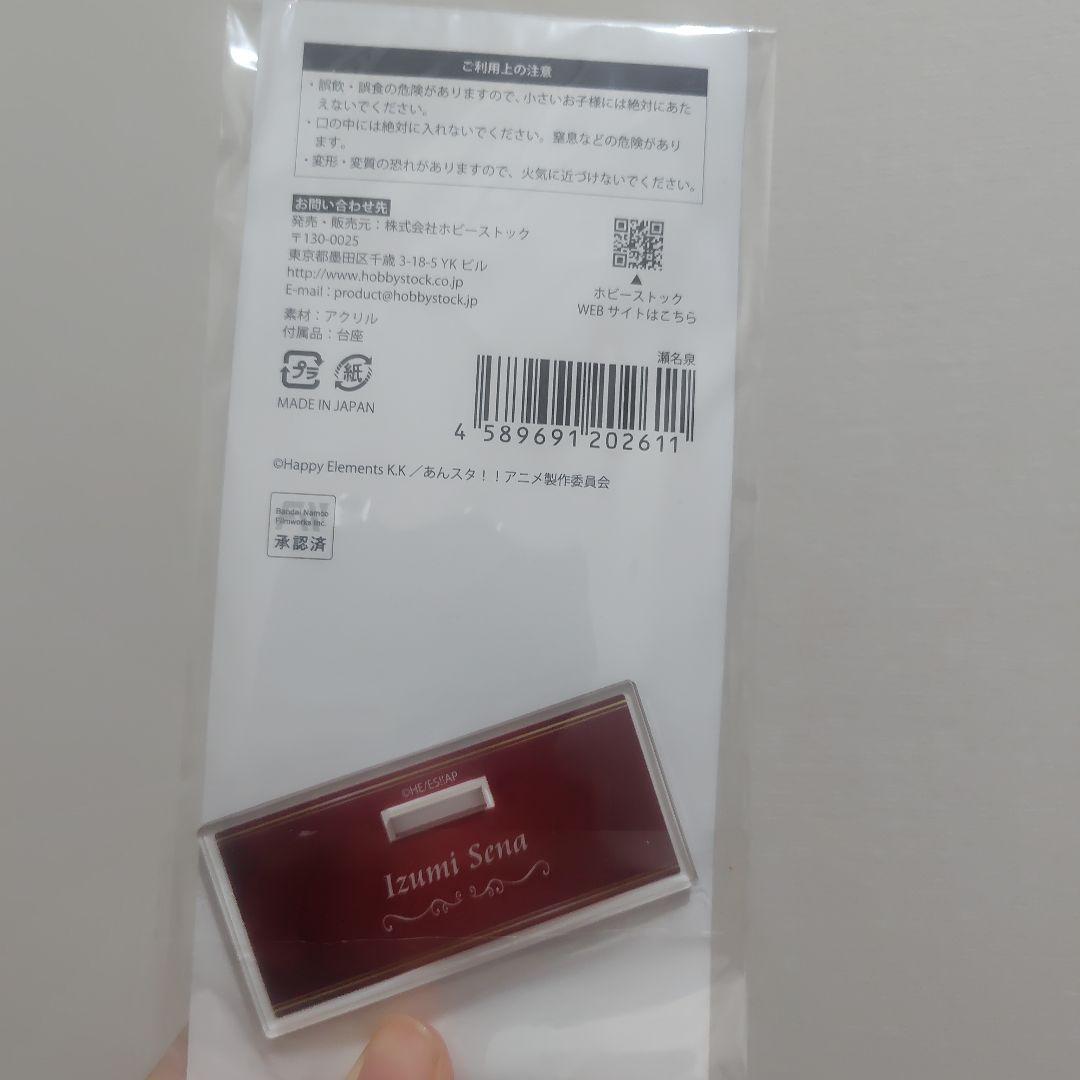 ご利用上の注意
・誤飲・誤食の危険がありますので、小さいお子様には絶対にあた
えないでください。
・口の中には絶対に入れないでください。窒息などの危険があり
ます。
・変形・変質の恐れがありますので、火気に近づけないでください。
お問い合わせ先
発売・販売元：株式会社ホビーストック
〒130-0025
東京都墨田区千歳 3-18-5 YK ビル
http://www.hobbystock.co.jp
E-mail：product@hobbystock.jp
▲
ホビーストック
WEB サイトはこちら
素材：アクリル
付属品：台座
プラ
紙
MADE IN JAPAN
瀬名泉
4 589691 202611
©Happy Elements K.K／あんスタ！！アニメ製作委員会
Bandai Namco
Filmworks Inc.
承認済
©HE/ES!!AP
Izumi Sena